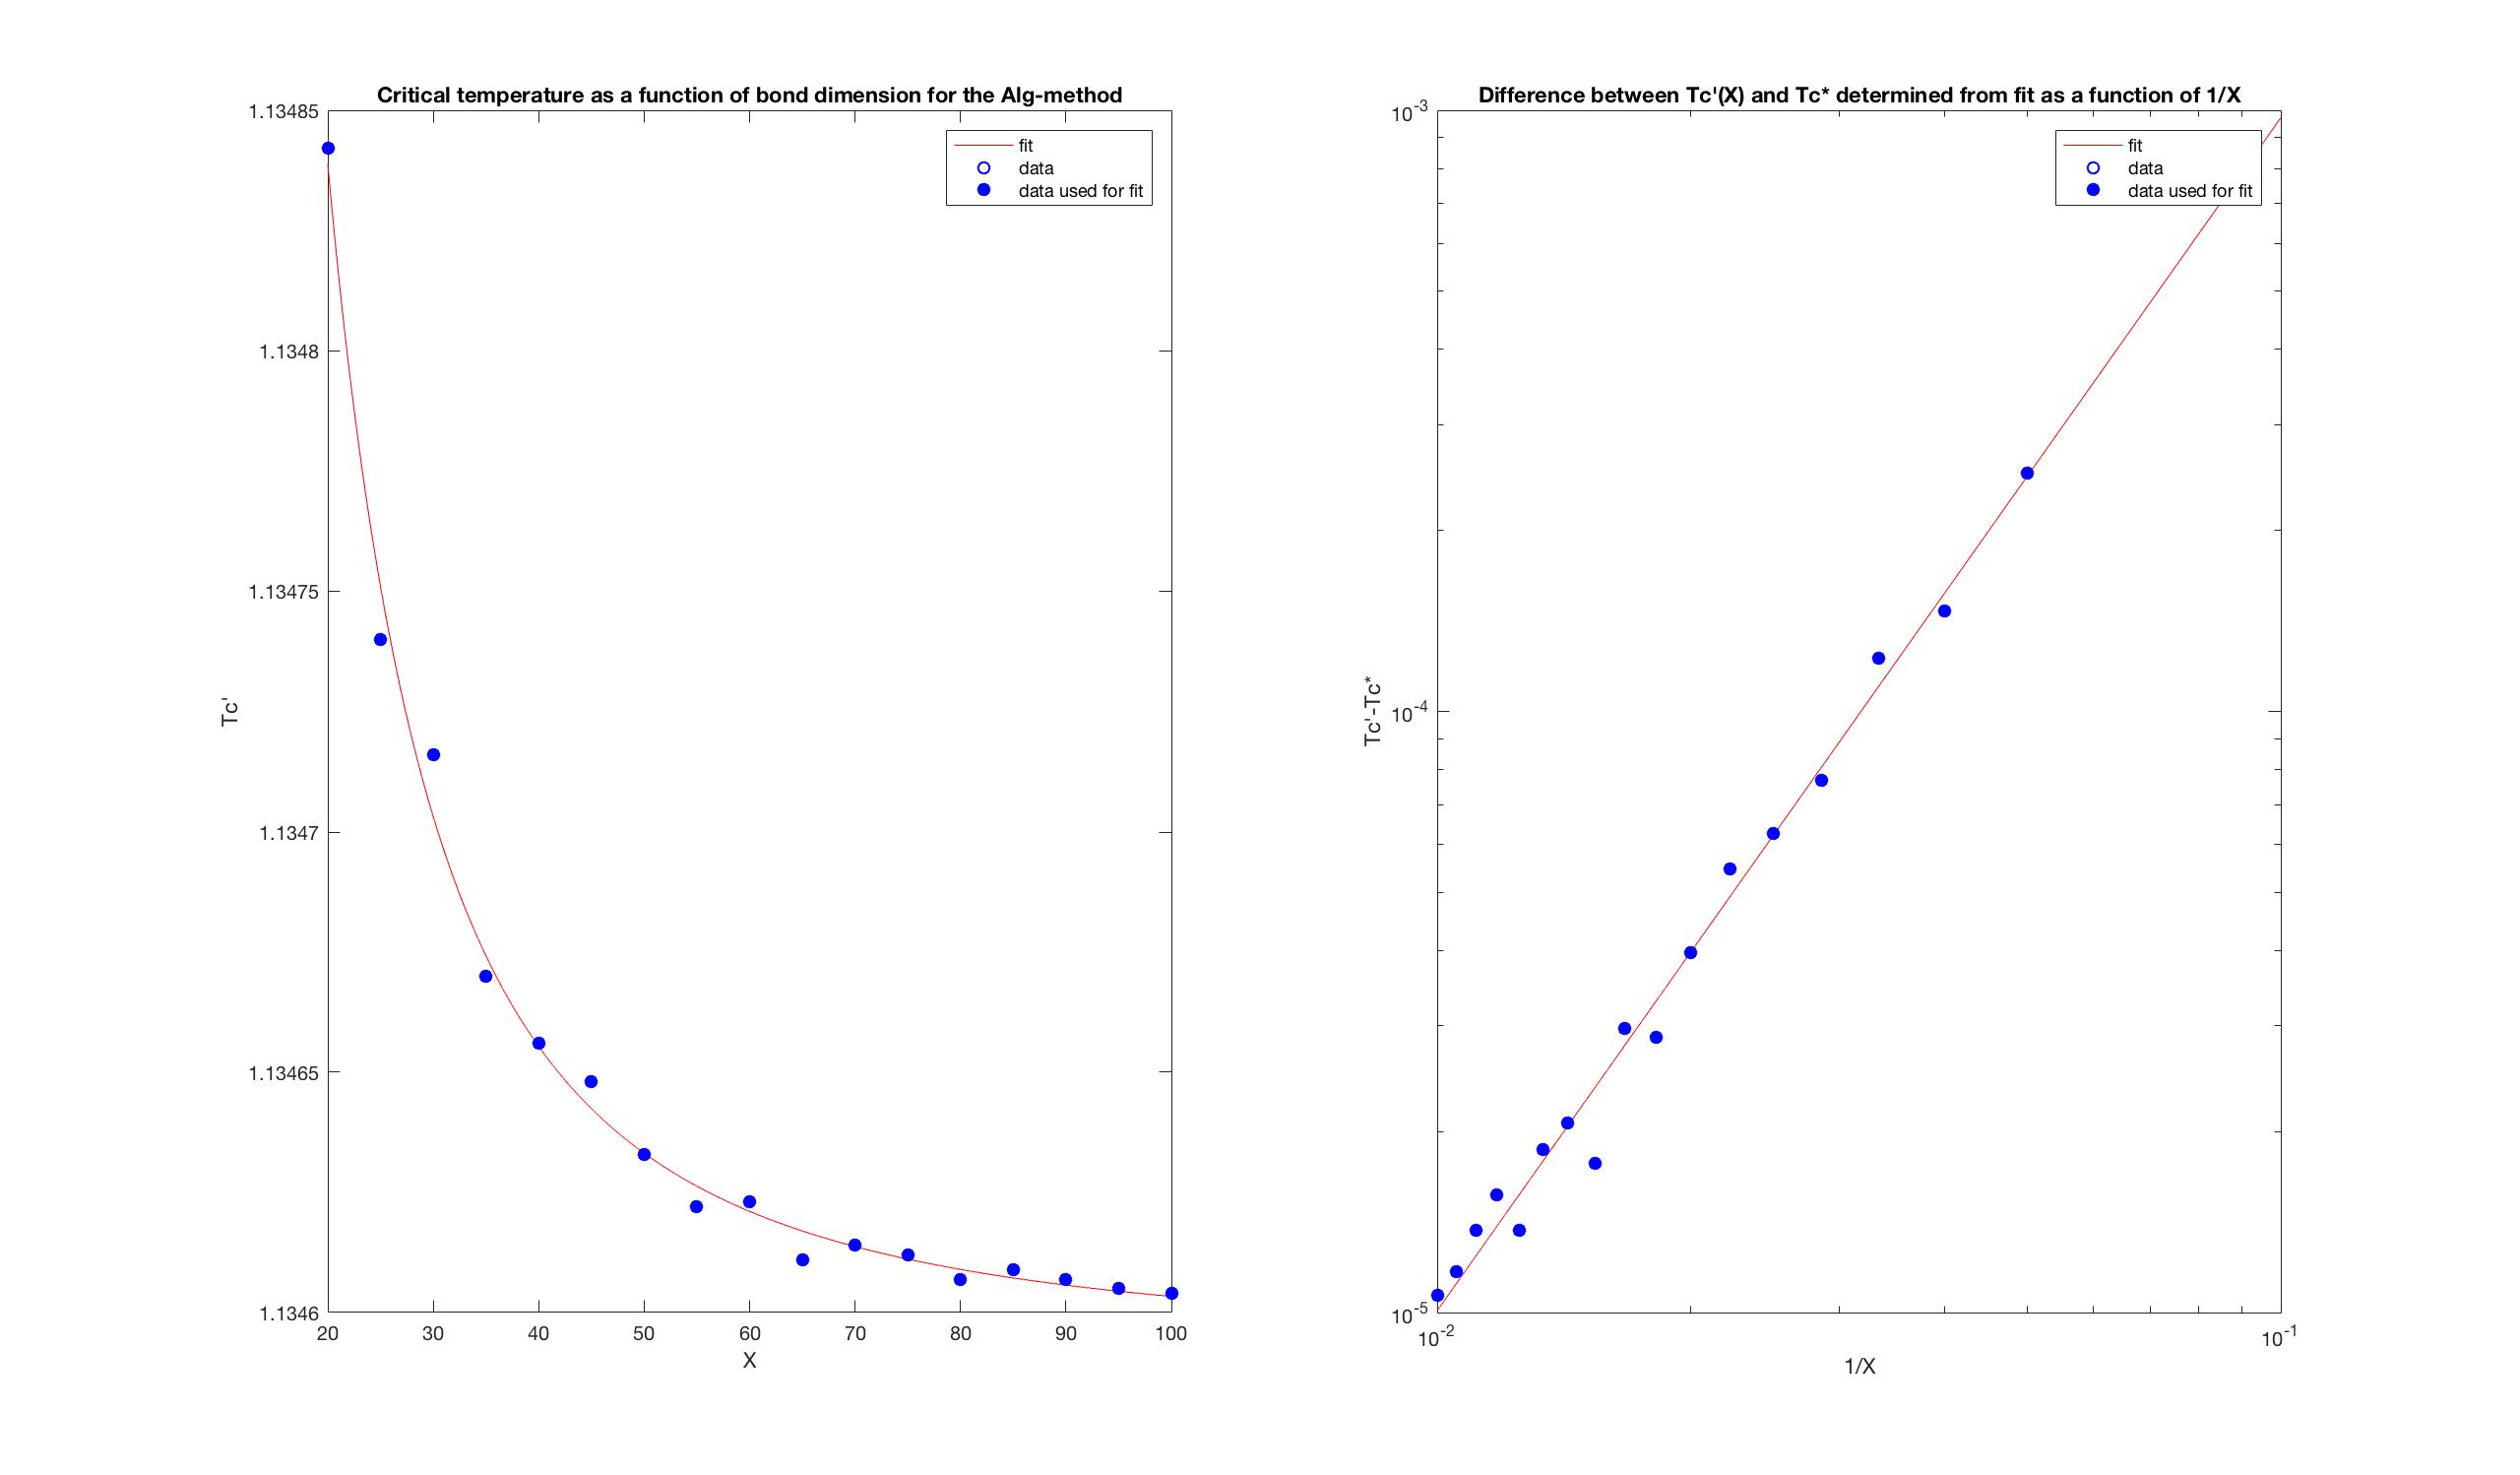 Critical temperature as a function of bond dimension for the Alg-method
1.13485
1.1348
1.13475
1.1347
1.13465
1.1346
Tc'
20 30 40 50 60 70 80 90 100
X
fit
data
data used for fit
Difference between Tc'(X) and Tc* determined from fit as a function of 1/X
10^-3
10^-4
10^-5
Tc'-Tc*
10^-2 10^-1
1/X
fit
data
data used for fit